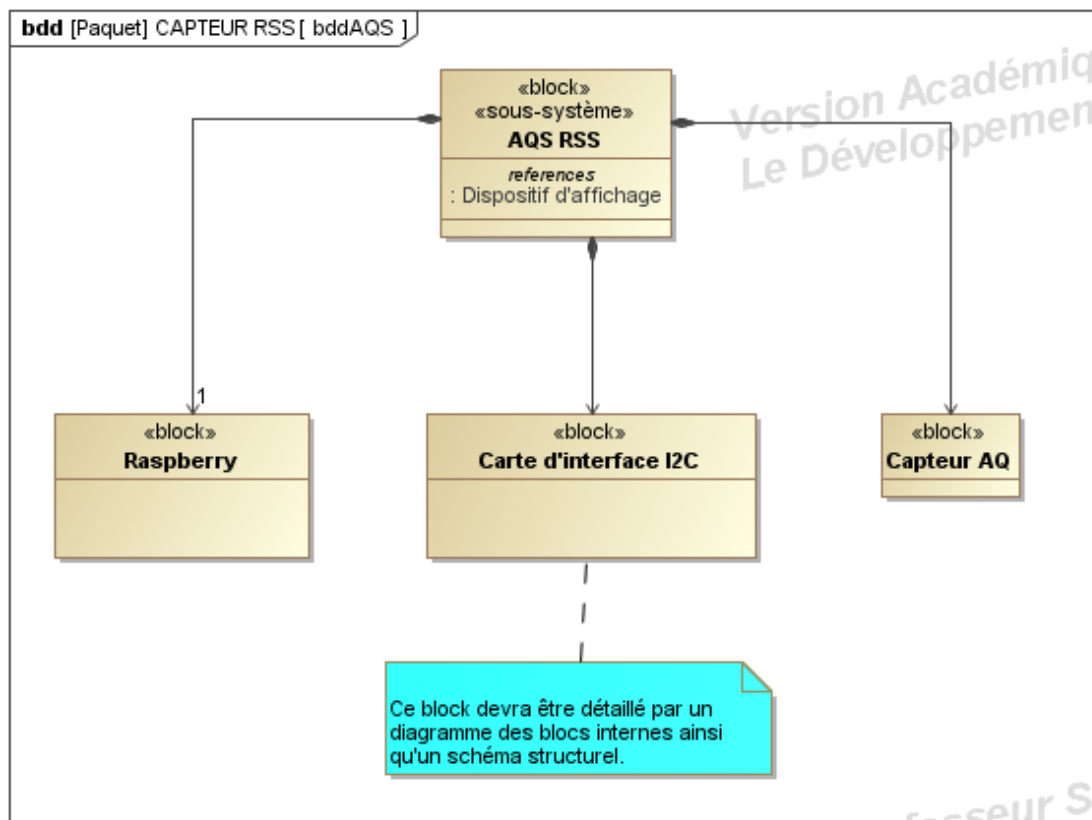 bdd [Paquet] CAPTEUR RSS [ bddAQS ]
Version Académiq
Le Développemen
«block»
«sous-système»
AQS RSS
references
: Dispositif d'affichage
1
«block»
Raspberry
«block»
Carte d'interface I2C
«block»
Capteur AQ
Ce block devra être détaillé par un
diagramme des blocs internes ainsi
qu'un schéma structurel.
fesseur S